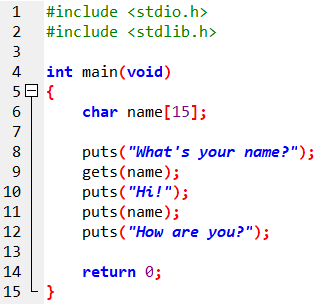 1 #include <stdio.h>
2 #include <stdlib.h>
3
4 int main(void)
5 {
6     char name[15];
7
8     puts("What's your name?");
9     gets(name);
10     puts("Hi!");
11     puts(name);
12     puts("How are you?");
13
14     return 0;
15 }